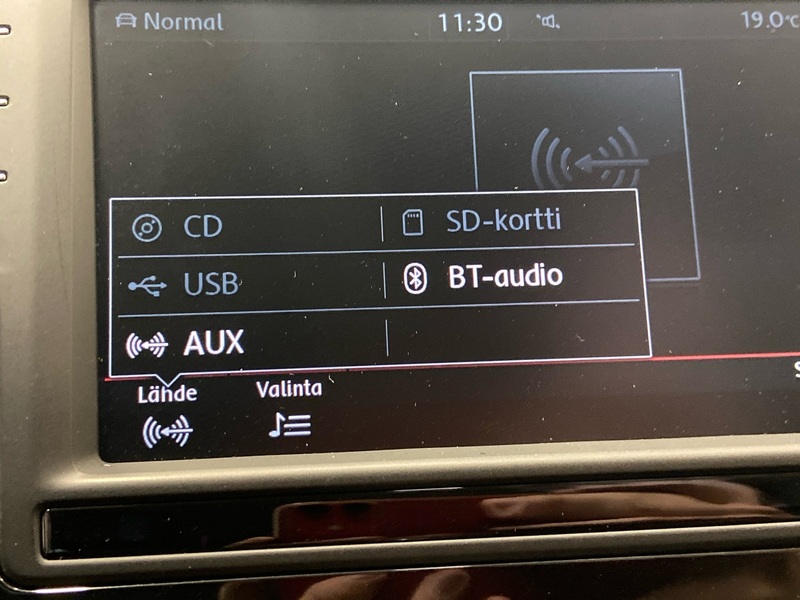 Normal 11:30 19.0°C
CD SD-kortti
USB BT-audio
AUX
Lähde Valinta